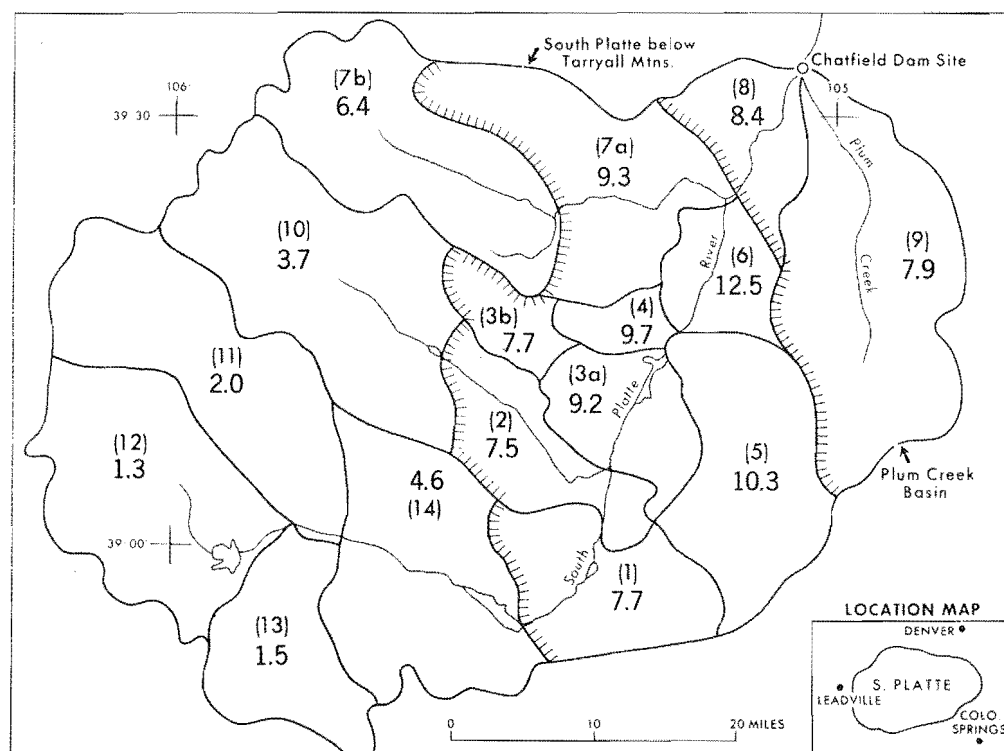 South Platte below
Tarryall Mtns.
Chatfield Dam Site
(7b)
6.4
106
39 30
(8)
8.4
105
(7a)
9.3
Plum
Creek
(10)
3.7
River
(6)
12.5
(9)
7.9
(3b)
7.7
(4)
9.7
(11)
2.0
(3a)
9.2
Platte
(12)
1.3
(2)
7.5
(5)
10.3
Plum Creek
Basin
4.6
(14)
39 00
South
(1)
7.7
(13)
1.5
LOCATION MAP
DENVER
S. PLATTE
LEADVILLE
COLO.
SPRINGS
0 10 20 MILES